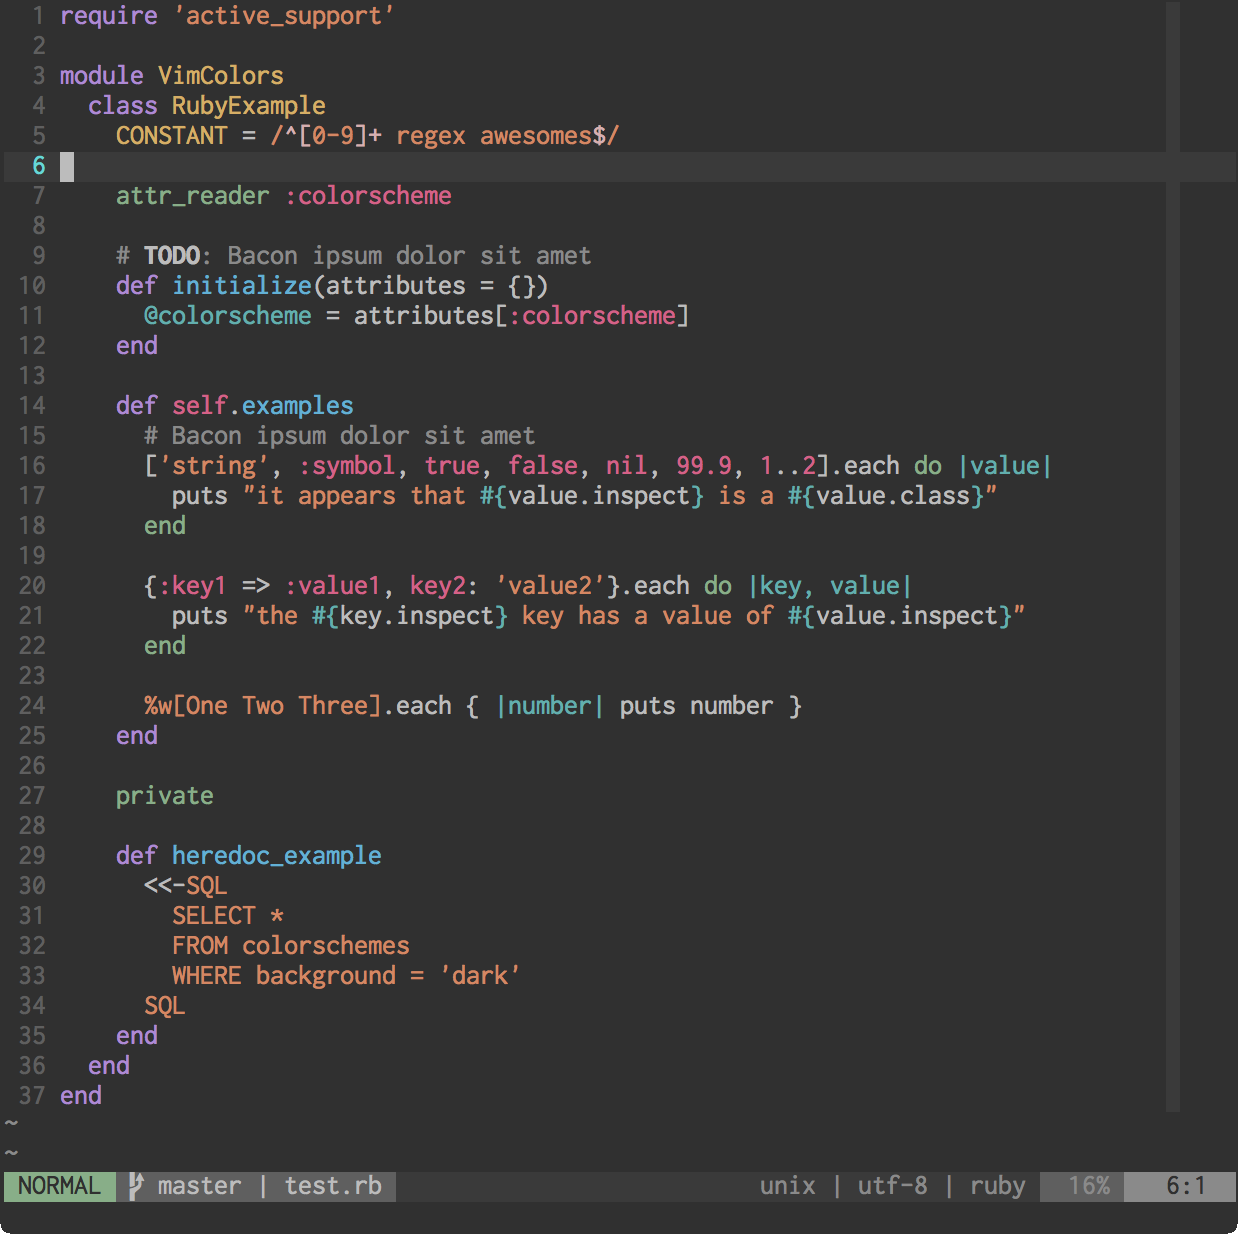 1 require 'active_support'
2
3 module VimColors
4   class RubyExample
5     CONSTANT = /^[0-9]+ regex awesomes$/
6
7     attr_reader :colorscheme
8
9     # TODO: Bacon ipsum dolor sit amet
10     def initialize(attributes = {})
11       @colorscheme = attributes[:colorscheme]
12     end
13
14     def self.examples
15       # Bacon ipsum dolor sit amet
16       ['string', :symbol, true, false, nil, 99.9, 1..2].each do |value|
17         puts "it appears that #{value.inspect} is a #{value.class}"
18       end
19
20       {:key1 => :value1, key2: 'value2'}.each do |key, value|
21         puts "the #{key.inspect} key has a value of #{value.inspect}"
22       end
23
24       %w[One Two Three].each { |number| puts number }
25     end
26
27     private
28
29     def heredoc_example
30       <<-SQL
31         SELECT *
32         FROM colorschemes
33         WHERE background = 'dark'
34       SQL
35     end
36   end
37 end
~
~
NORMAL master | test.rb unix | utf-8 | ruby 16% 6:1